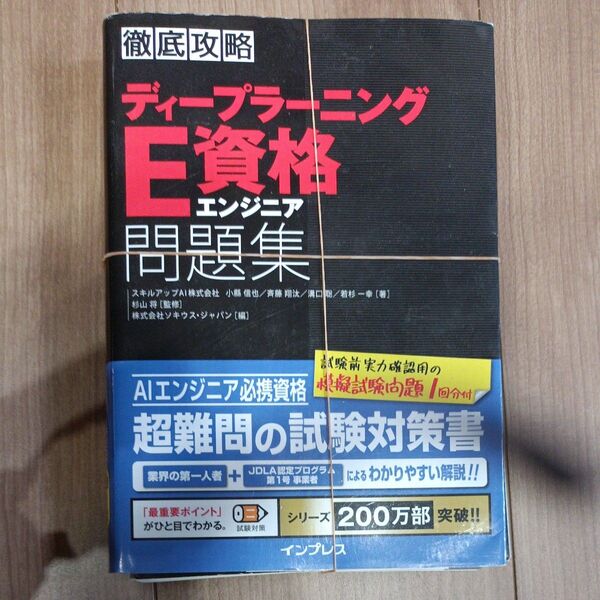 徹底攻略
ディープラーニング
E資格
エンジニア
問題集
スキルアップAI株式会社 小縣 信也／斉藤 翔汰／溝口 聡／若杉 一幸［著］
杉山 将［監修］
株式会社ソキウス・ジャパン［編］
試験前実力確認用の
模擬試験問題1回分付
AIエンジニア必携資格
超難問の試験対策書
業界の第一人者＋JDLA認定プログラム
第1号 事業者
による わかりやすい解説!!
「最重要ポイント」
がひと目でわかる。
試験対策
シリーズ 200万部 突破!!
インプレス